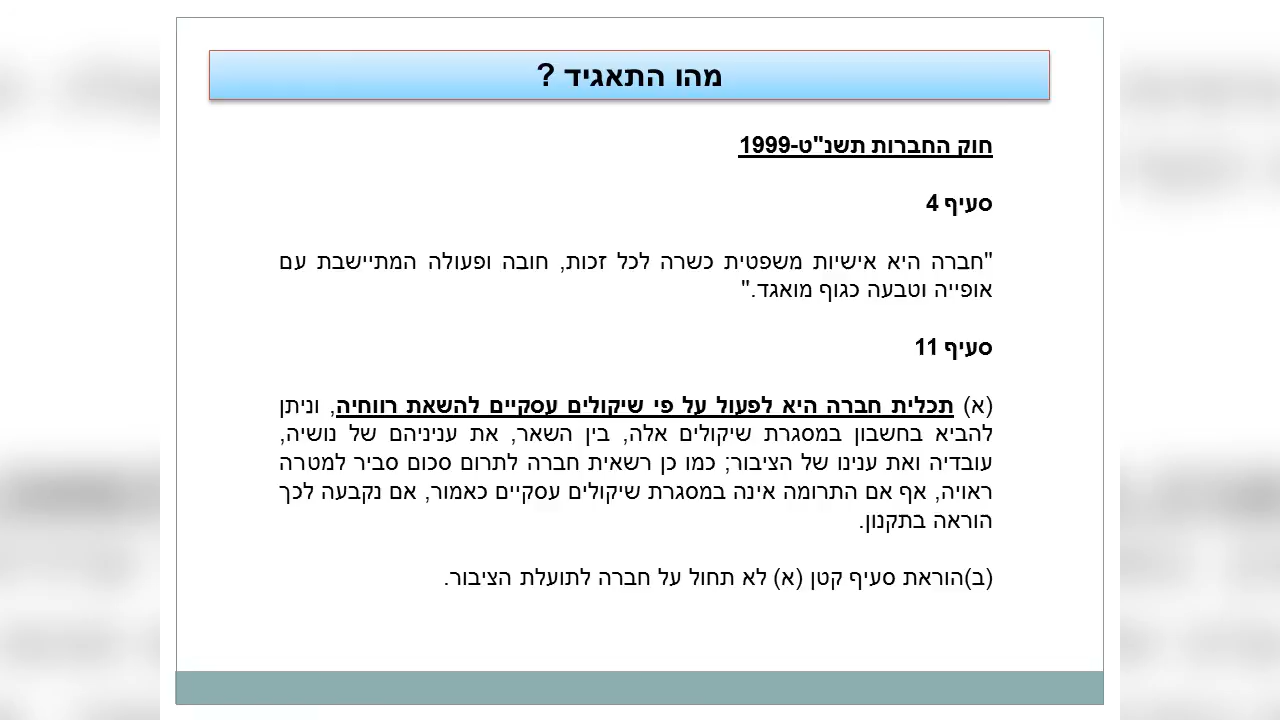 מהו התאגיד ?
חוק החברות תשנ"ט-1999
סעיף 4
"חברה היא אישיות משפטית כשרה לכל זכות, חובה ופעולה המתיישבת עם
אופייה וטבעה כגוף מואגד."
סעיף 11
(א) תכלית חברה היא לפעול על פי שיקולים עסקיים להשאת רווחיה, וניתן
להביא בחשבון במסגרת שיקולים אלה, בין השאר, את עניניהם של נושיה,
עובדיה ואת ענינו של הציבור; כמו כן רשאית חברה לתרום סכום סביר למטרה
ראויה, אף אם התרומה אינה במסגרת שיקולים עסקיים כאמור, אם נקבעה לכך
הוראה בתקנון.
(ב)הוראת סעיף קטן (א) לא תחול על חברה לתועלת הציבור.